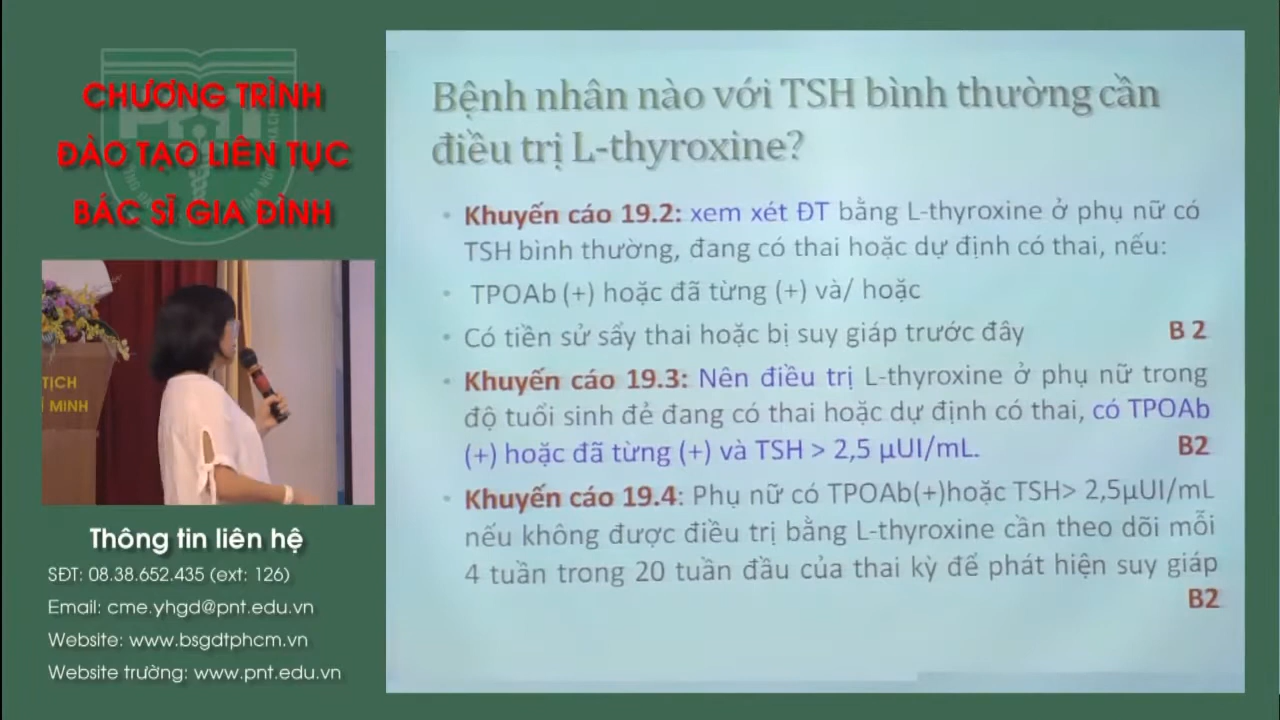 CHƯƠNG TRÌNH
ĐÀO TẠO LIÊN TỤC
BÁC SĨ GIA ĐÌNH
TỊCH
MINH
Thông tin liên hệ
SĐT: 08.38.652.435 (ext: 126)
Email: cme.yhgd@pnt.edu.vn
Website: www.bsgdtphcm.vn
Website trường: www.pnt.edu.vn
Bệnh nhân nào với TSH bình thường cần
điều trị L-thyroxine?
• Khuyến cáo 19.2: xem xét ĐT bằng L-thyroxine ở phụ nữ có
TSH bình thường, đang có thai hoặc dự định có thai, nếu:
• TPOAb (+) hoặc đã từng (+) và/ hoặc
• Có tiền sử sẩy thai hoặc bị suy giáp trước đây B 2
• Khuyến cáo 19.3: Nên điều trị L-thyroxine ở phụ nữ trong
độ tuổi sinh đẻ đang có thai hoặc dự định có thai, có TPOAb
(+) hoặc đã từng (+) và TSH > 2,5 µUI/mL. B2
• Khuyến cáo 19.4: Phụ nữ có TPOAb(+)hoặc TSH> 2,5µUI/mL
nếu không được điều trị bằng L-thyroxine cần theo dõi mỗi
4 tuần trong 20 tuần đầu của thai kỳ để phát hiện suy giáp
B2